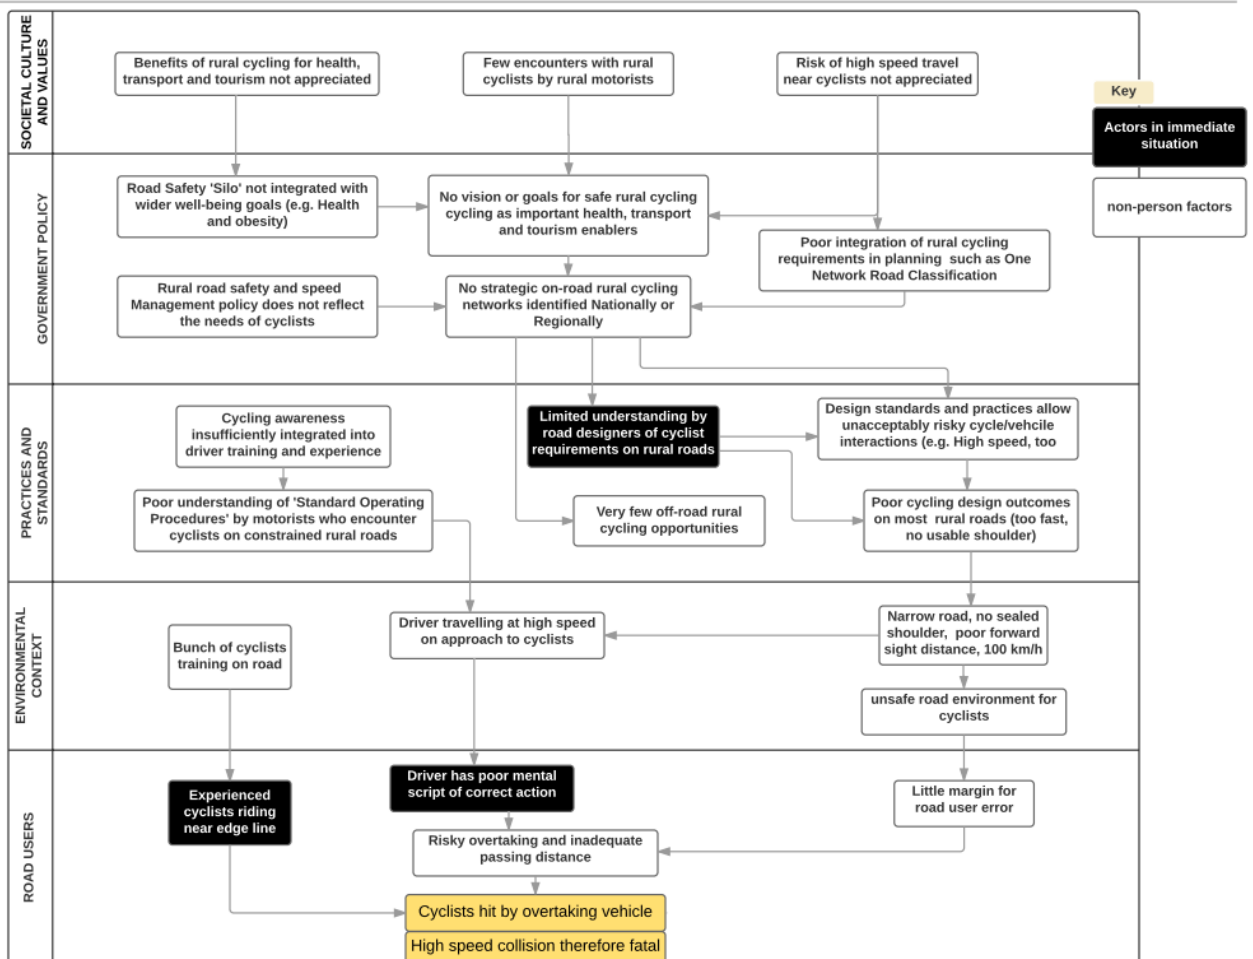 SOCIETAL CULTURE
AND VALUES
Benefits of rural cycling for health,
transport and tourism not appreciated
Few encounters with rural
cyclists by rural motorists
Risk of high speed travel
near cyclists not appreciated
Key
Actors in immediate
situation
non-person factors
GOVERNMENT POLICY
Road Safety 'Silo' not integrated with
wider well-being goals (e.g. Health
and obesity)
No vision or goals for safe rural cycling
cycling as important health, transport
and tourism enablers
Poor integration of rural cycling
requirements in planning such as One
Network Road Classification
Rural road safety and speed
Management policy does not reflect
the needs of cyclists
No strategic on-road rural cycling
networks identified Nationally or
Regionally
PRACTICES AND
STANDARDS
Cycling awareness
insufficiently integrated into
driver training and experience
Limited understanding by
road designers of cyclist
requirements on rural roads
Design standards and practices allow
unacceptably risky cycle/vehcile
interactions (e.g. High speed, too
Poor understanding of 'Standard Operating
Procedures' by motorists who encounter
cyclists on constrained rural roads
Very few off-road rural
cycling opportunities
Poor cycling design outcomes
on most rural roads (too fast,
no usable shoulder)
ENVIRONMENTAL
CONTEXT
Bunch of cyclists
training on road
Driver travelling at high speed
on approach to cyclists
Narrow road, no sealed
shoulder, poor forward
sight distance, 100 km/h
unsafe road environment for
cyclists
ROAD USERS
Experienced
cyclists riding
near edge line
Driver has poor mental
script of correct action
Little margin for
road user error
Risky overtaking and inadequate
passing distance
Cyclists hit by overtaking vehicle
High speed collision therefore fatal